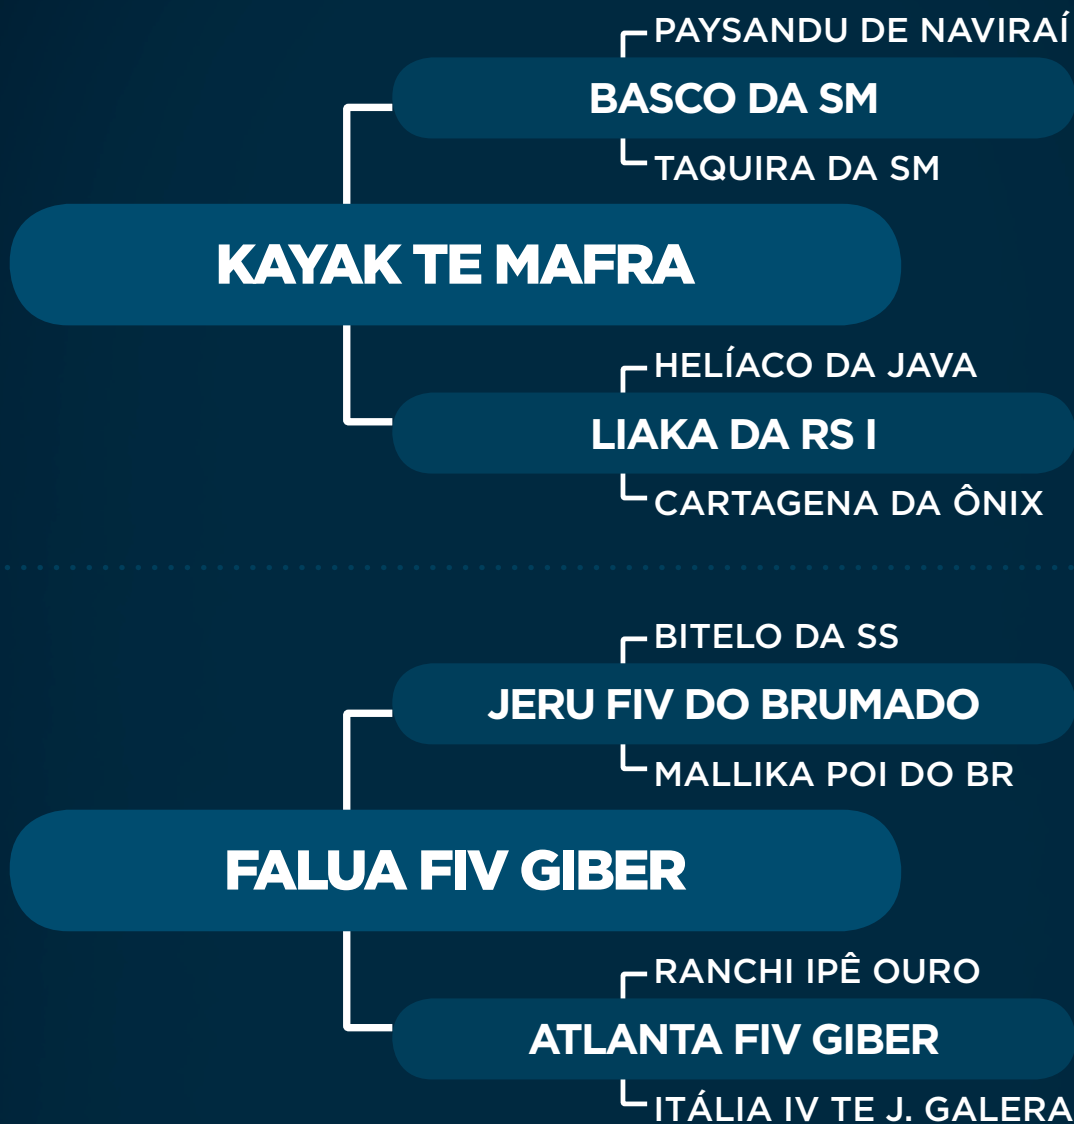 PAYSANDU DE NAVIRAÍ
BASCO DA SM
TAQUIRA DA SM
KAYAK TE MAFRA
HELÍACO DA JAVA
LIAKA DA RS I
CARTAGENA DA ÔNIX
BITELO DA SS
JERU FIV DO BRUMADO
MALLIKA POI DO BR
FALUA FIV GIBER
RANCHI IPÊ OURO
ATLANTA FIV GIBER
ITÁLIA IV TE J. GALERA